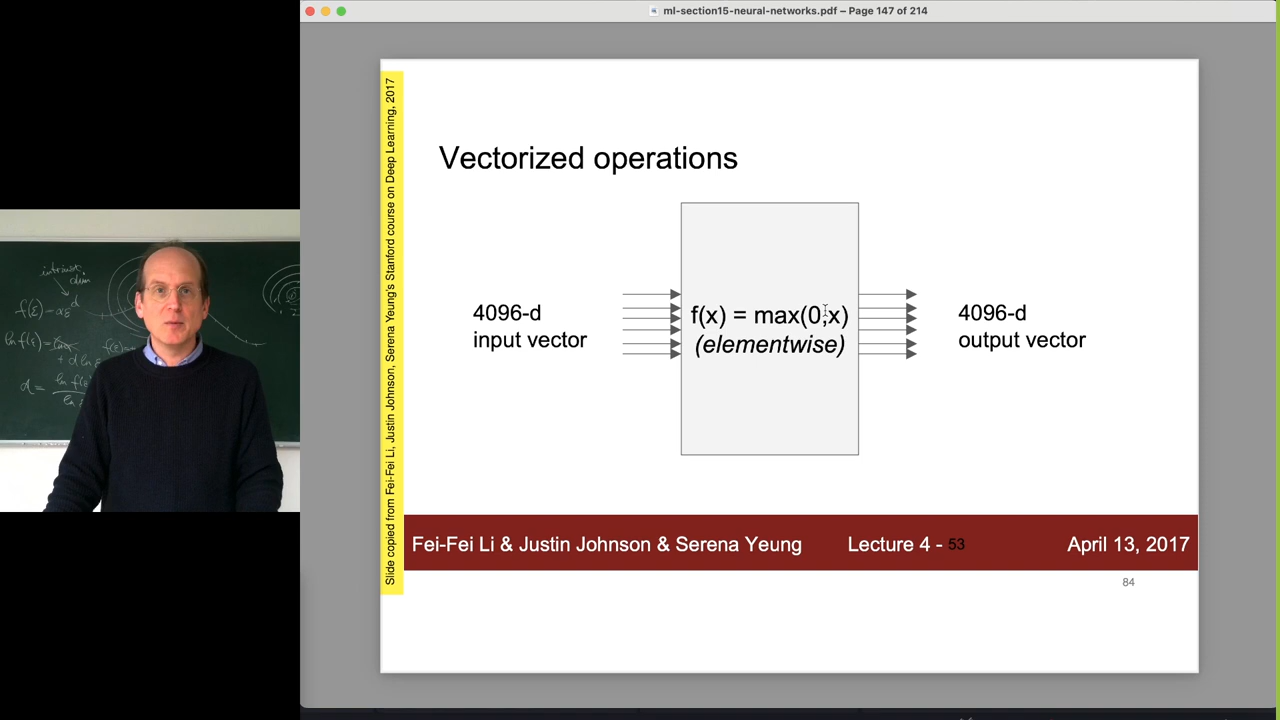 ml-section15-neural-networks.pdf – Page 147 of 214
Slide copied from Fei-Fei Li, Justin Johnson, Serena Yeung's Stanford course on Deep Learning, 2017
Vectorized operations
4096-d
input vector
f(x) = max(0,x)
(elementwise)
4096-d
output vector
Fei-Fei Li & Justin Johnson & Serena Yeung
Lecture 4 - 53
April 13, 2017
84
intrinsic
dim